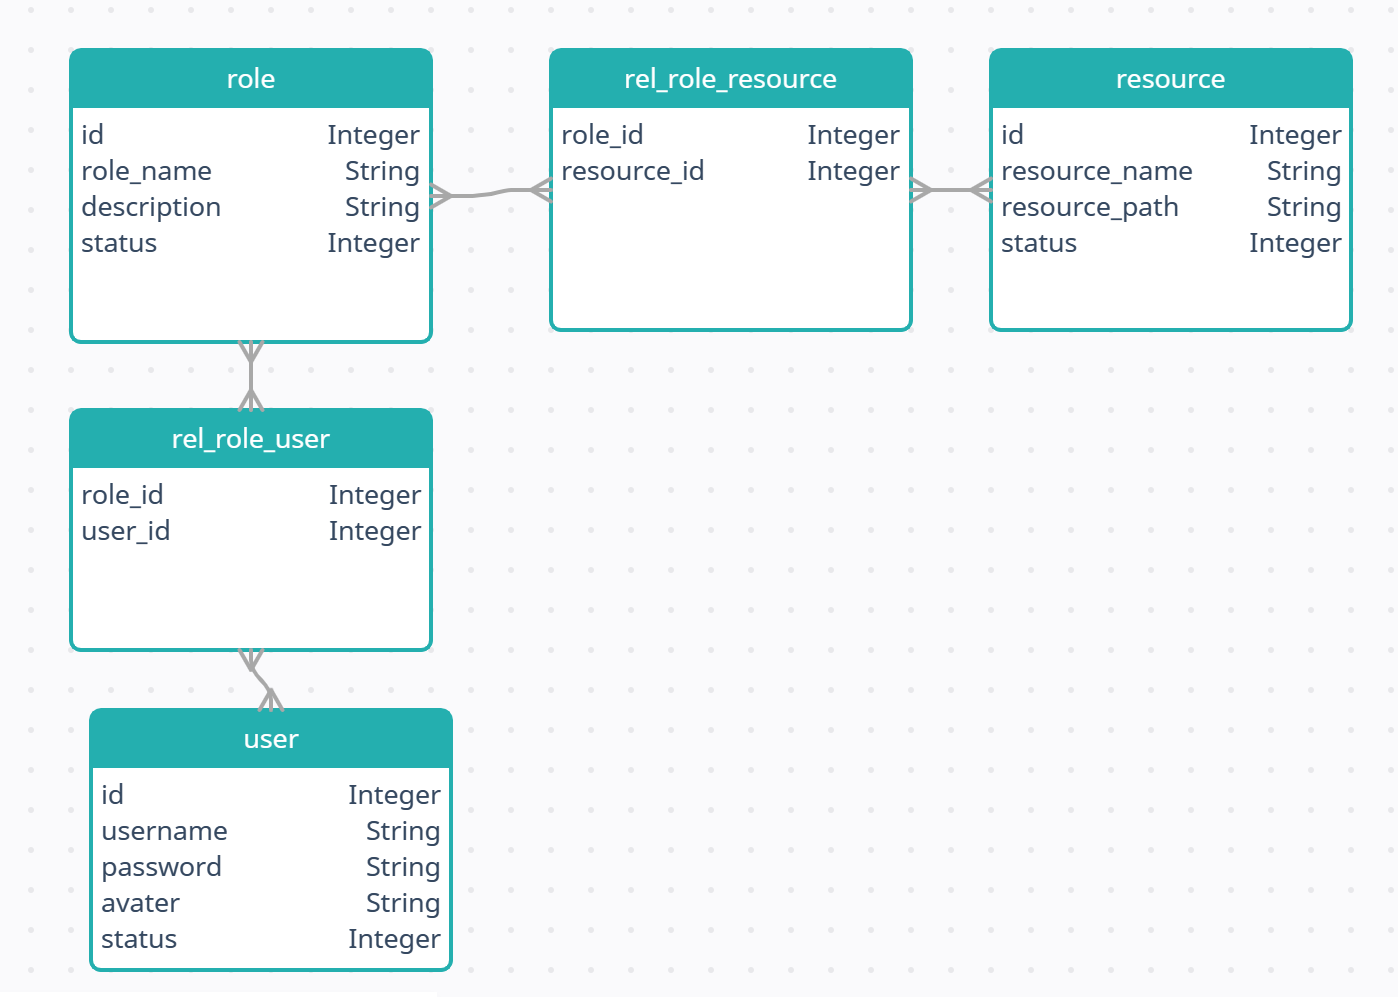 role
id Integer
role_name String
description String
status Integer
rel_role_resource
role_id Integer
resource_id Integer
resource
id Integer
resource_name String
resource_path String
status Integer
rel_role_user
role_id Integer
user_id Integer
user
id Integer
username String
password String
avater String
status Integer